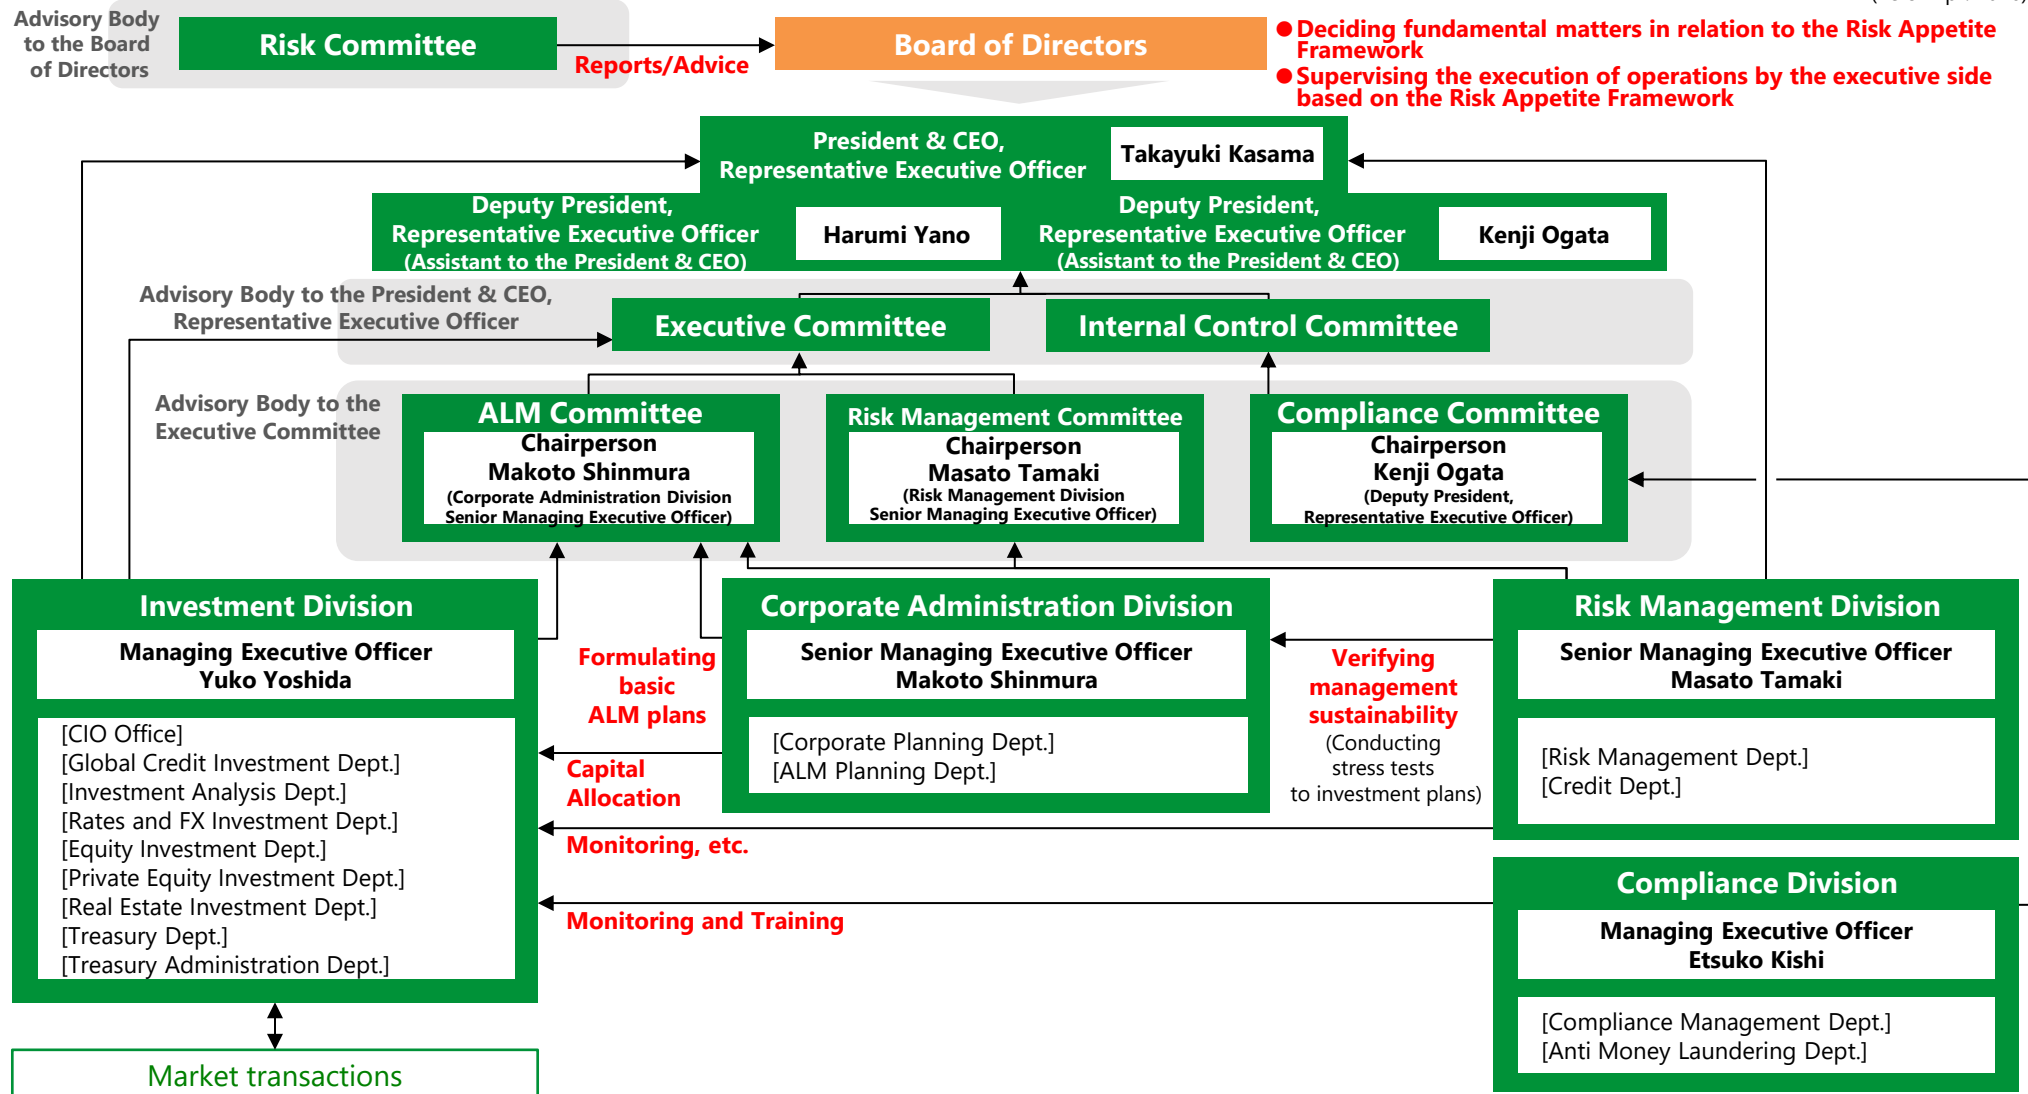 Advisory Body
to the Board
of Directors
Risk Committee
Reports/Advice
Board of Directors
●Deciding fundamental matters in relation to the Risk Appetite
Framework
●Supervising the execution of operations by the executive side
based on the Risk Appetite Framework
President & CEO,
Representative Executive Officer
Takayuki Kasama
Deputy President,
Representative Executive Officer
(Assistant to the President & CEO)
Harumi Yano
Deputy President,
Representative Executive Officer
(Assistant to the President & CEO)
Kenji Ogata
Advisory Body to the President & CEO,
Representative Executive Officer
Executive Committee
Internal Control Committee
Advisory Body to the
Executive Committee
ALM Committee
Chairperson
Makoto Shinmura
(Corporate Administration Division
Senior Managing Executive Officer)
Risk Management Committee
Chairperson
Masato Tamaki
(Risk Management Division
Senior Managing Executive Officer)
Compliance Committee
Chairperson
Kenji Ogata
(Deputy President,
Representative Executive Officer)
Investment Division
Managing Executive Officer
Yuko Yoshida
[CIO Office]
[Global Credit Investment Dept.]
[Investment Analysis Dept.]
[Rates and FX Investment Dept.]
[Equity Investment Dept.]
[Private Equity Investment Dept.]
[Real Estate Investment Dept.]
[Treasury Dept.]
[Treasury Administration Dept.]
Formulating
basic
ALM plans
Capital
Allocation
Corporate Administration Division
Senior Managing Executive Officer
Makoto Shinmura
[Corporate Planning Dept.]
[ALM Planning Dept.]
Verifying
management
sustainability
(Conducting
stress tests
to investment plans)
Risk Management Division
Senior Managing Executive Officer
Masato Tamaki
[Risk Management Dept.]
[Credit Dept.]
Monitoring, etc.
Monitoring and Training
Compliance Division
Managing Executive Officer
Etsuko Kishi
[Compliance Management Dept.]
[Anti Money Laundering Dept.]
Market transactions